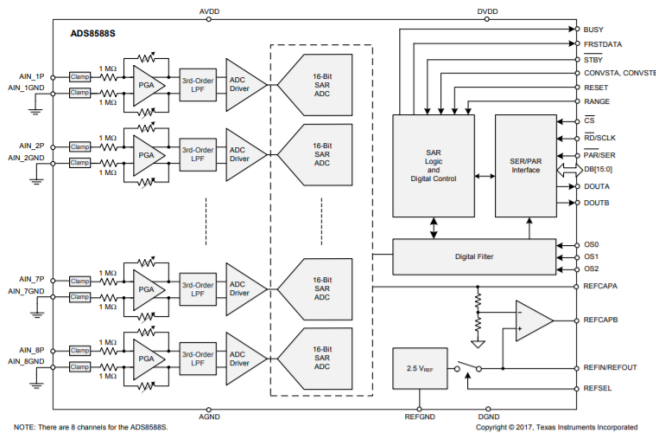 AVDD
DVDD
ADS8588S
BUSY
FRSTDATA
STBY
CONVSTA, CONVSTB
RESET
RANGE
CS
RD/SCLK
PAR/SER
DB[15:0]
DOUTA
DOUTB
OS0
OS1
OS2
REFCAPA
REFCAPB
REFIN/REFOUT
REFSEL
AIN_1P
AIN_1GND
Clamp
Clamp
1 MΩ
1 MΩ
PGA
3rd-Order
LPF
ADC
Driver
16-Bit
SAR
ADC
AIN_2P
AIN_2GND
Clamp
Clamp
1 MΩ
1 MΩ
PGA
3rd-Order
LPF
ADC
Driver
16-Bit
SAR
ADC
AIN_7P
AIN_7GND
Clamp
Clamp
1 MΩ
1 MΩ
PGA
3rd-Order
LPF
ADC
Driver
16-Bit
SAR
ADC
AIN_8P
AIN_8GND
Clamp
Clamp
1 MΩ
1 MΩ
PGA
3rd-Order
LPF
ADC
Driver
16-Bit
SAR
ADC
SAR
Logic
and
Digital Control
SER/PAR
Interface
Digital Filter
2.5 VREF
AGND
REFGND
DGND
NOTE: There are 8 channels for the ADS8588S.
Copyright © 2017, Texas Instruments Incorporated